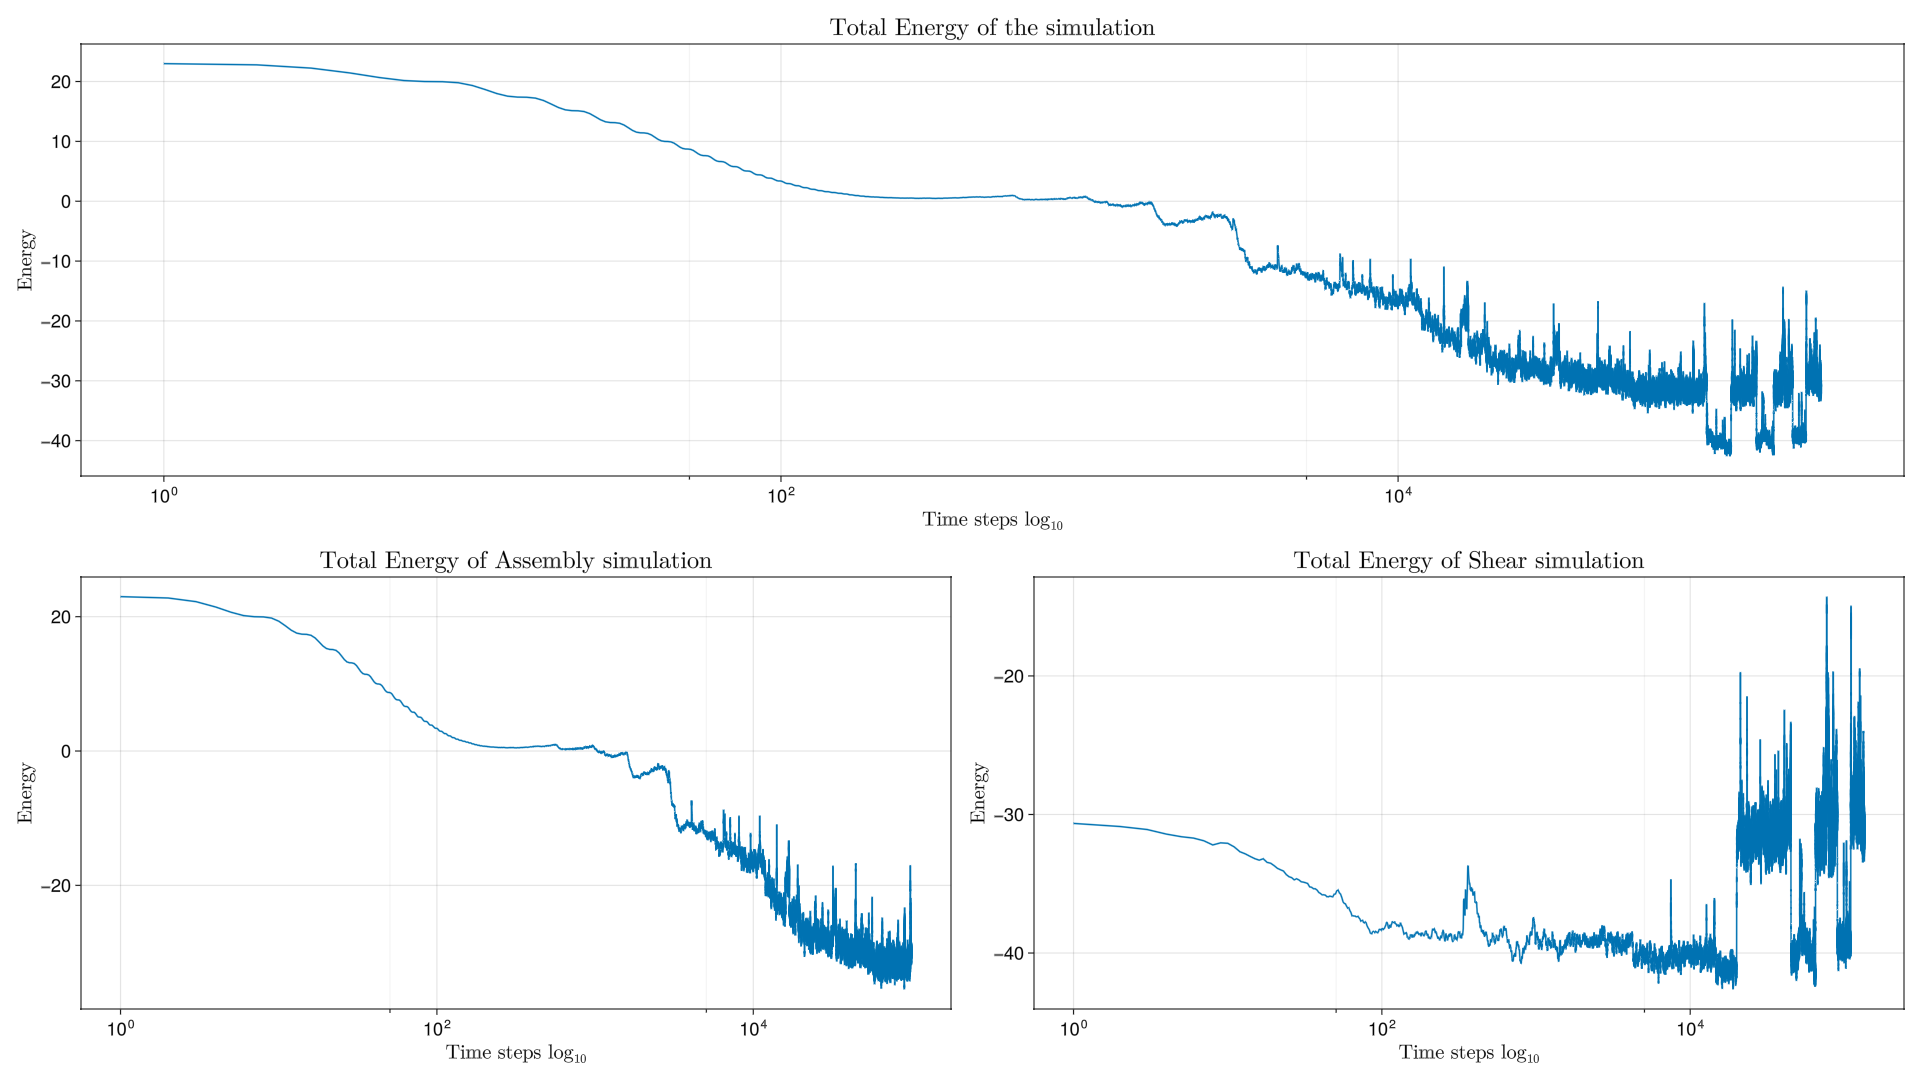 Total Energy of the simulation
Energy
20
10
0
−10
−20
−30
−40
10⁰
10²
10⁴
Time steps log₁₀
Total Energy of Assembly simulation
Energy
20
0
−20
10⁰
10²
10⁴
Time steps log₁₀
Total Energy of Shear simulation
Energy
−20
−30
−40
10⁰
10²
10⁴
Time steps log₁₀